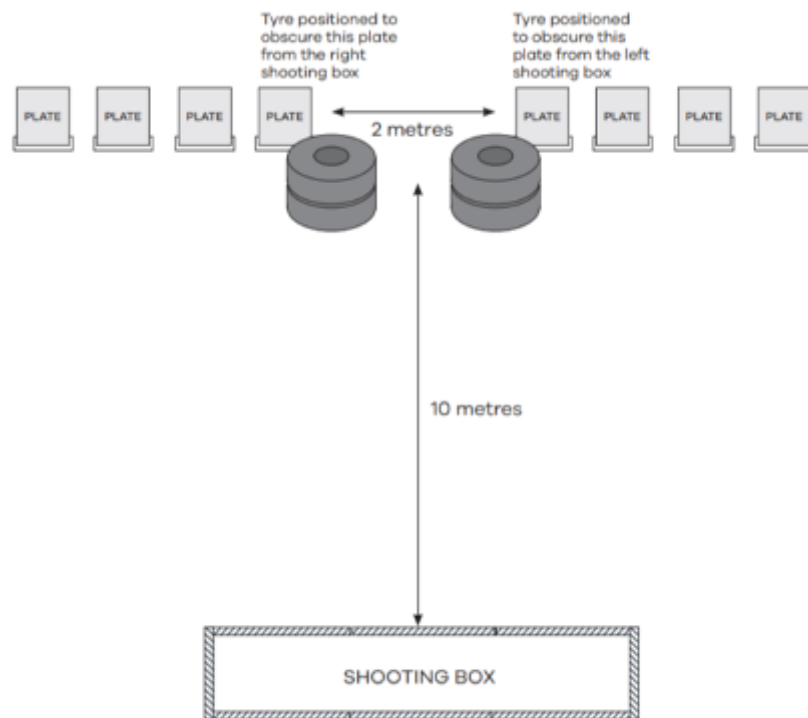 Tyre positioned to
obscure this plate
from the right
shooting box
Tyre positioned
to obscure this
plate from the left
shooting box
PLATE
PLATE
PLATE
PLATE
PLATE
PLATE
PLATE
PLATE
2 metres
10 metres
SHOOTING BOX